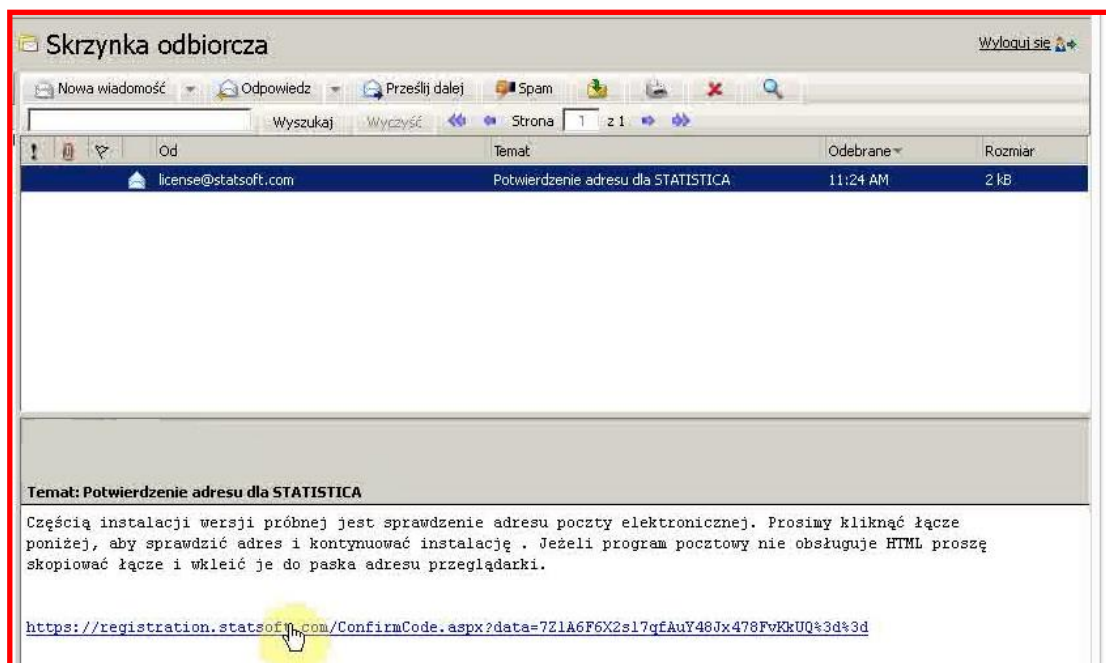 Skrzynka odbiorcza
Wyloguj się
Nowa wiadomość Odpowiedz Prześlij dalej Spam
Wyszukaj Wyczyść Strona 1 z 1
! Od Temat Odebrane Rozmiar
license@statsoft.com Potwierdzenie adresu dla STATISTICA 11:24 AM 2 kB
Temat: Potwierdzenie adresu dla STATISTICA
Częścią instalacji wersji próbnej jest sprawdzenie adresu poczty elektronicznej. Prosimy kliknąć łącze
poniżej, aby sprawdzić adres i kontynuować instalację . Jeżeli program pocztowy nie obsługuje HTML proszę
skopiować łącze i wkleić je do paska adresu przeglądarki.
https://registration.statsoft.com/ConfirmCode.aspx?data=7Z1A6F6X2s17qfAuY48Jx478FvKkUQ%3d%3d